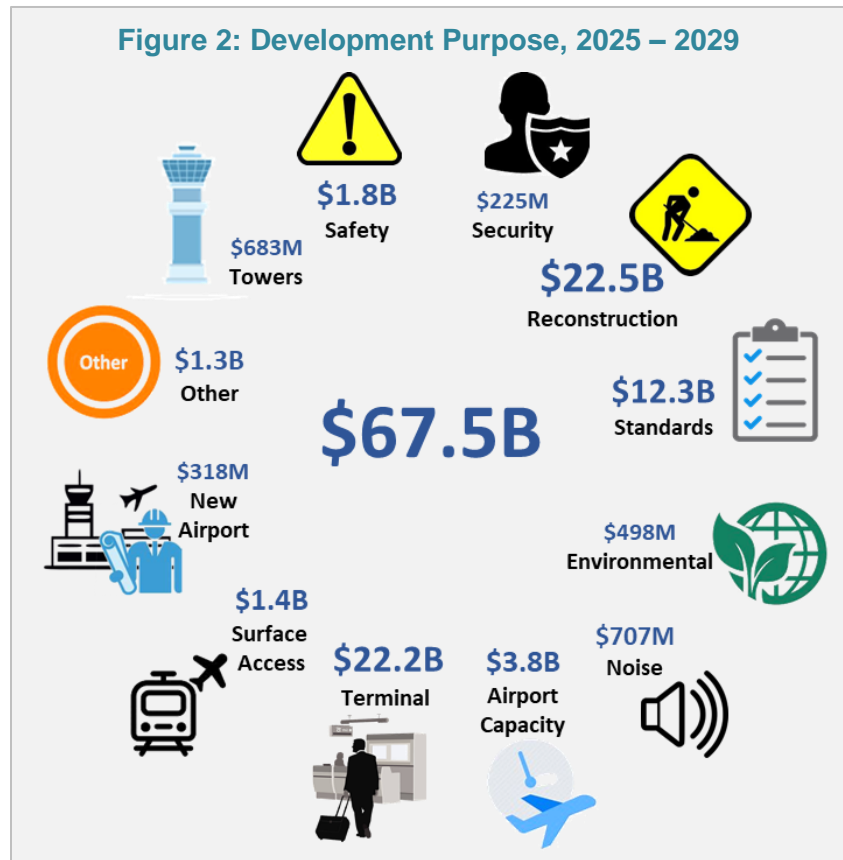 Figure 2: Development Purpose, 2025 – 2029
$1.8B
Safety
$225M
Security
$22.5B
Reconstruction
$12.3B
Standards
$498M
Environmental
$707M
Noise
$3.8B
Airport
Capacity
$22.2B
Terminal
$1.4B
Surface
Access
$318M
New
Airport
Other
$1.3B
Other
$683M
Towers
$67.5B